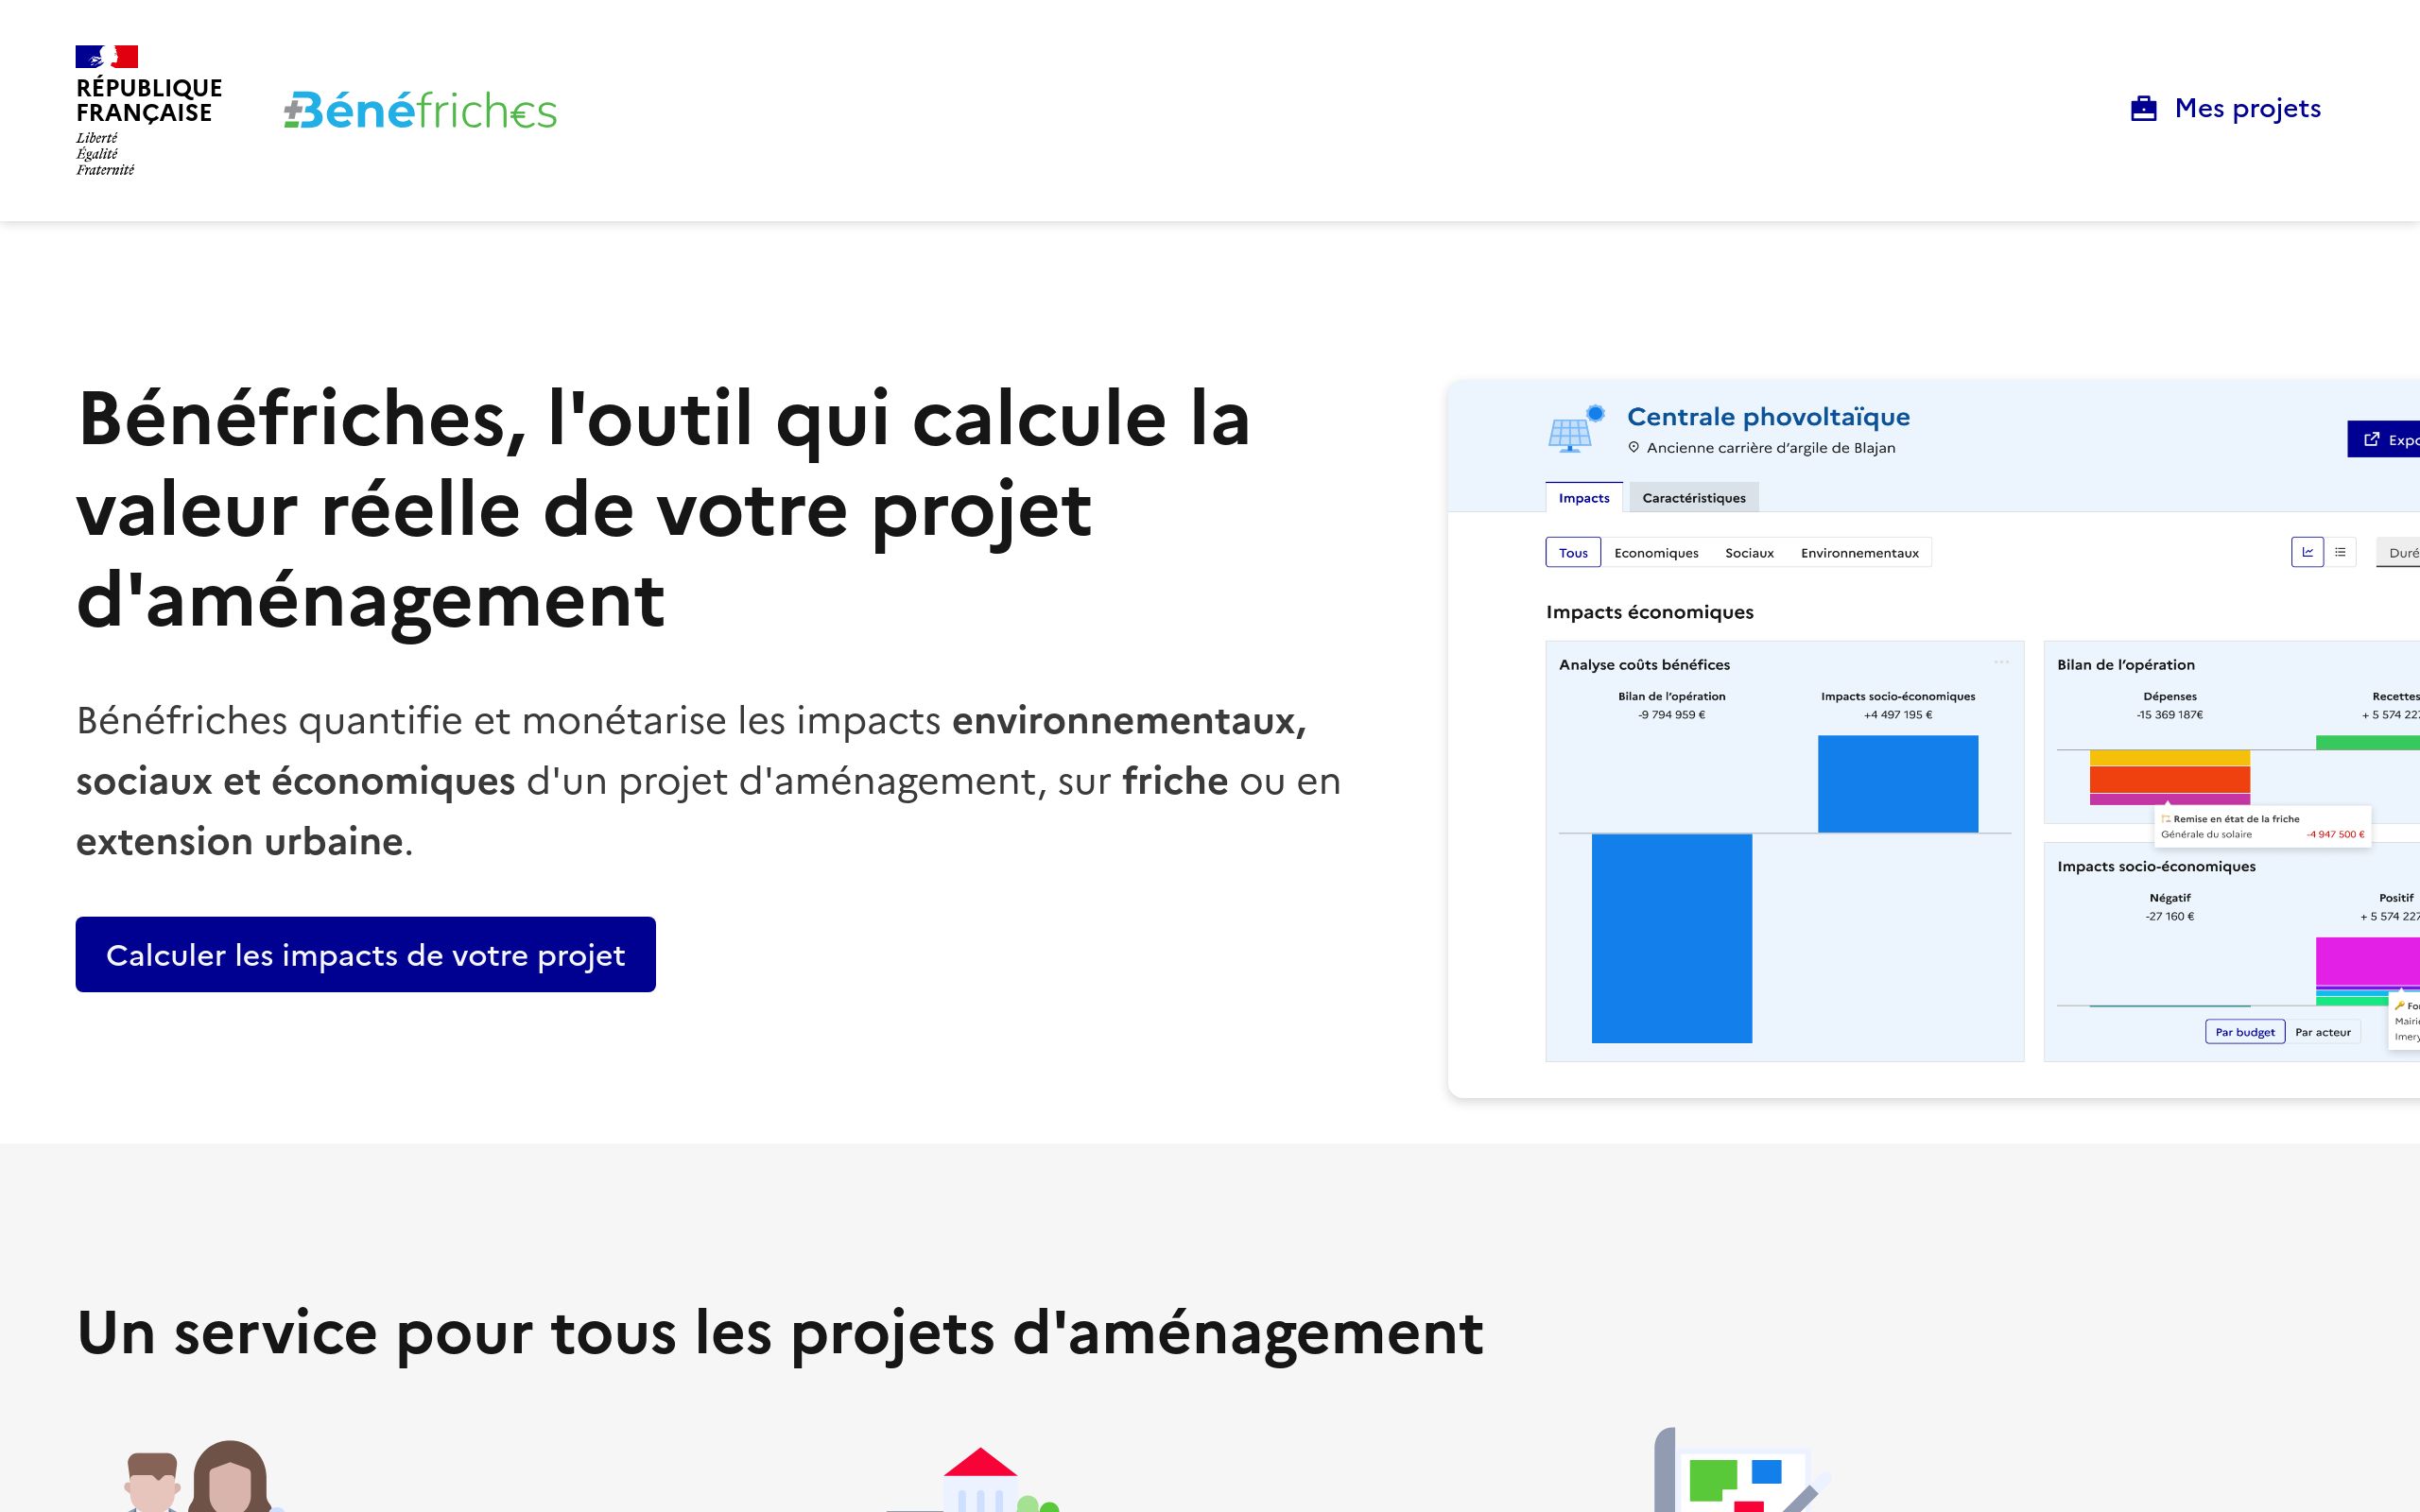 RÉPUBLIQUE
FRANÇAISE
Liberté
Égalité
Fraternité
Bénéfrich€s
Mes projets
Bénéfriches, l'outil qui calcule la
valeur réelle de votre projet
d'aménagement
Bénéfriches quantifie et monétarise les impacts environnementaux,
sociaux et économiques d'un projet d'aménagement, sur friche ou en
extension urbaine.
Calculer les impacts de votre projet
Centrale phovoltaïque
Ancienne carrière d’argile de Blajan
Expo
Impacts Caractéristiques
Tous Economiques Sociaux Environnementaux
Duré
Impacts économiques
Analyse coûts bénéfices
Bilan de l’opération Impacts socio-économiques
-9 794 959 € +4 497 195 €
Bilan de l’opération
Dépenses Recettes
-15 369 187€ + 5 574 227
Remise en état de la friche
Générale du solaire -4 947 500 €
Impacts socio-économiques
Négatif Positif
-27 160 € + 5 574 227
For
Mairie
Imery
Par budget Par acteur
Un service pour tous les projets d'aménagement